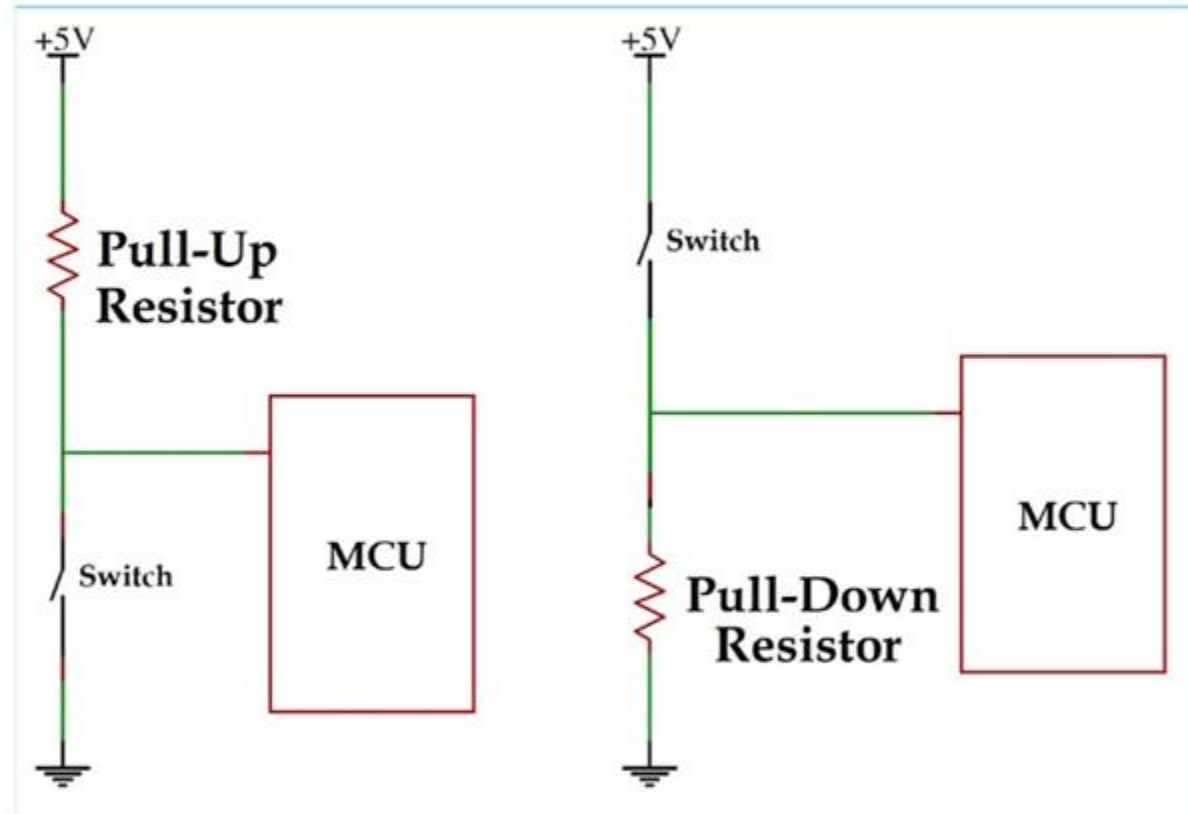 +5V
Pull-Up
Resistor
MCU
Switch
+5V
Switch
MCU
Pull-Down
Resistor